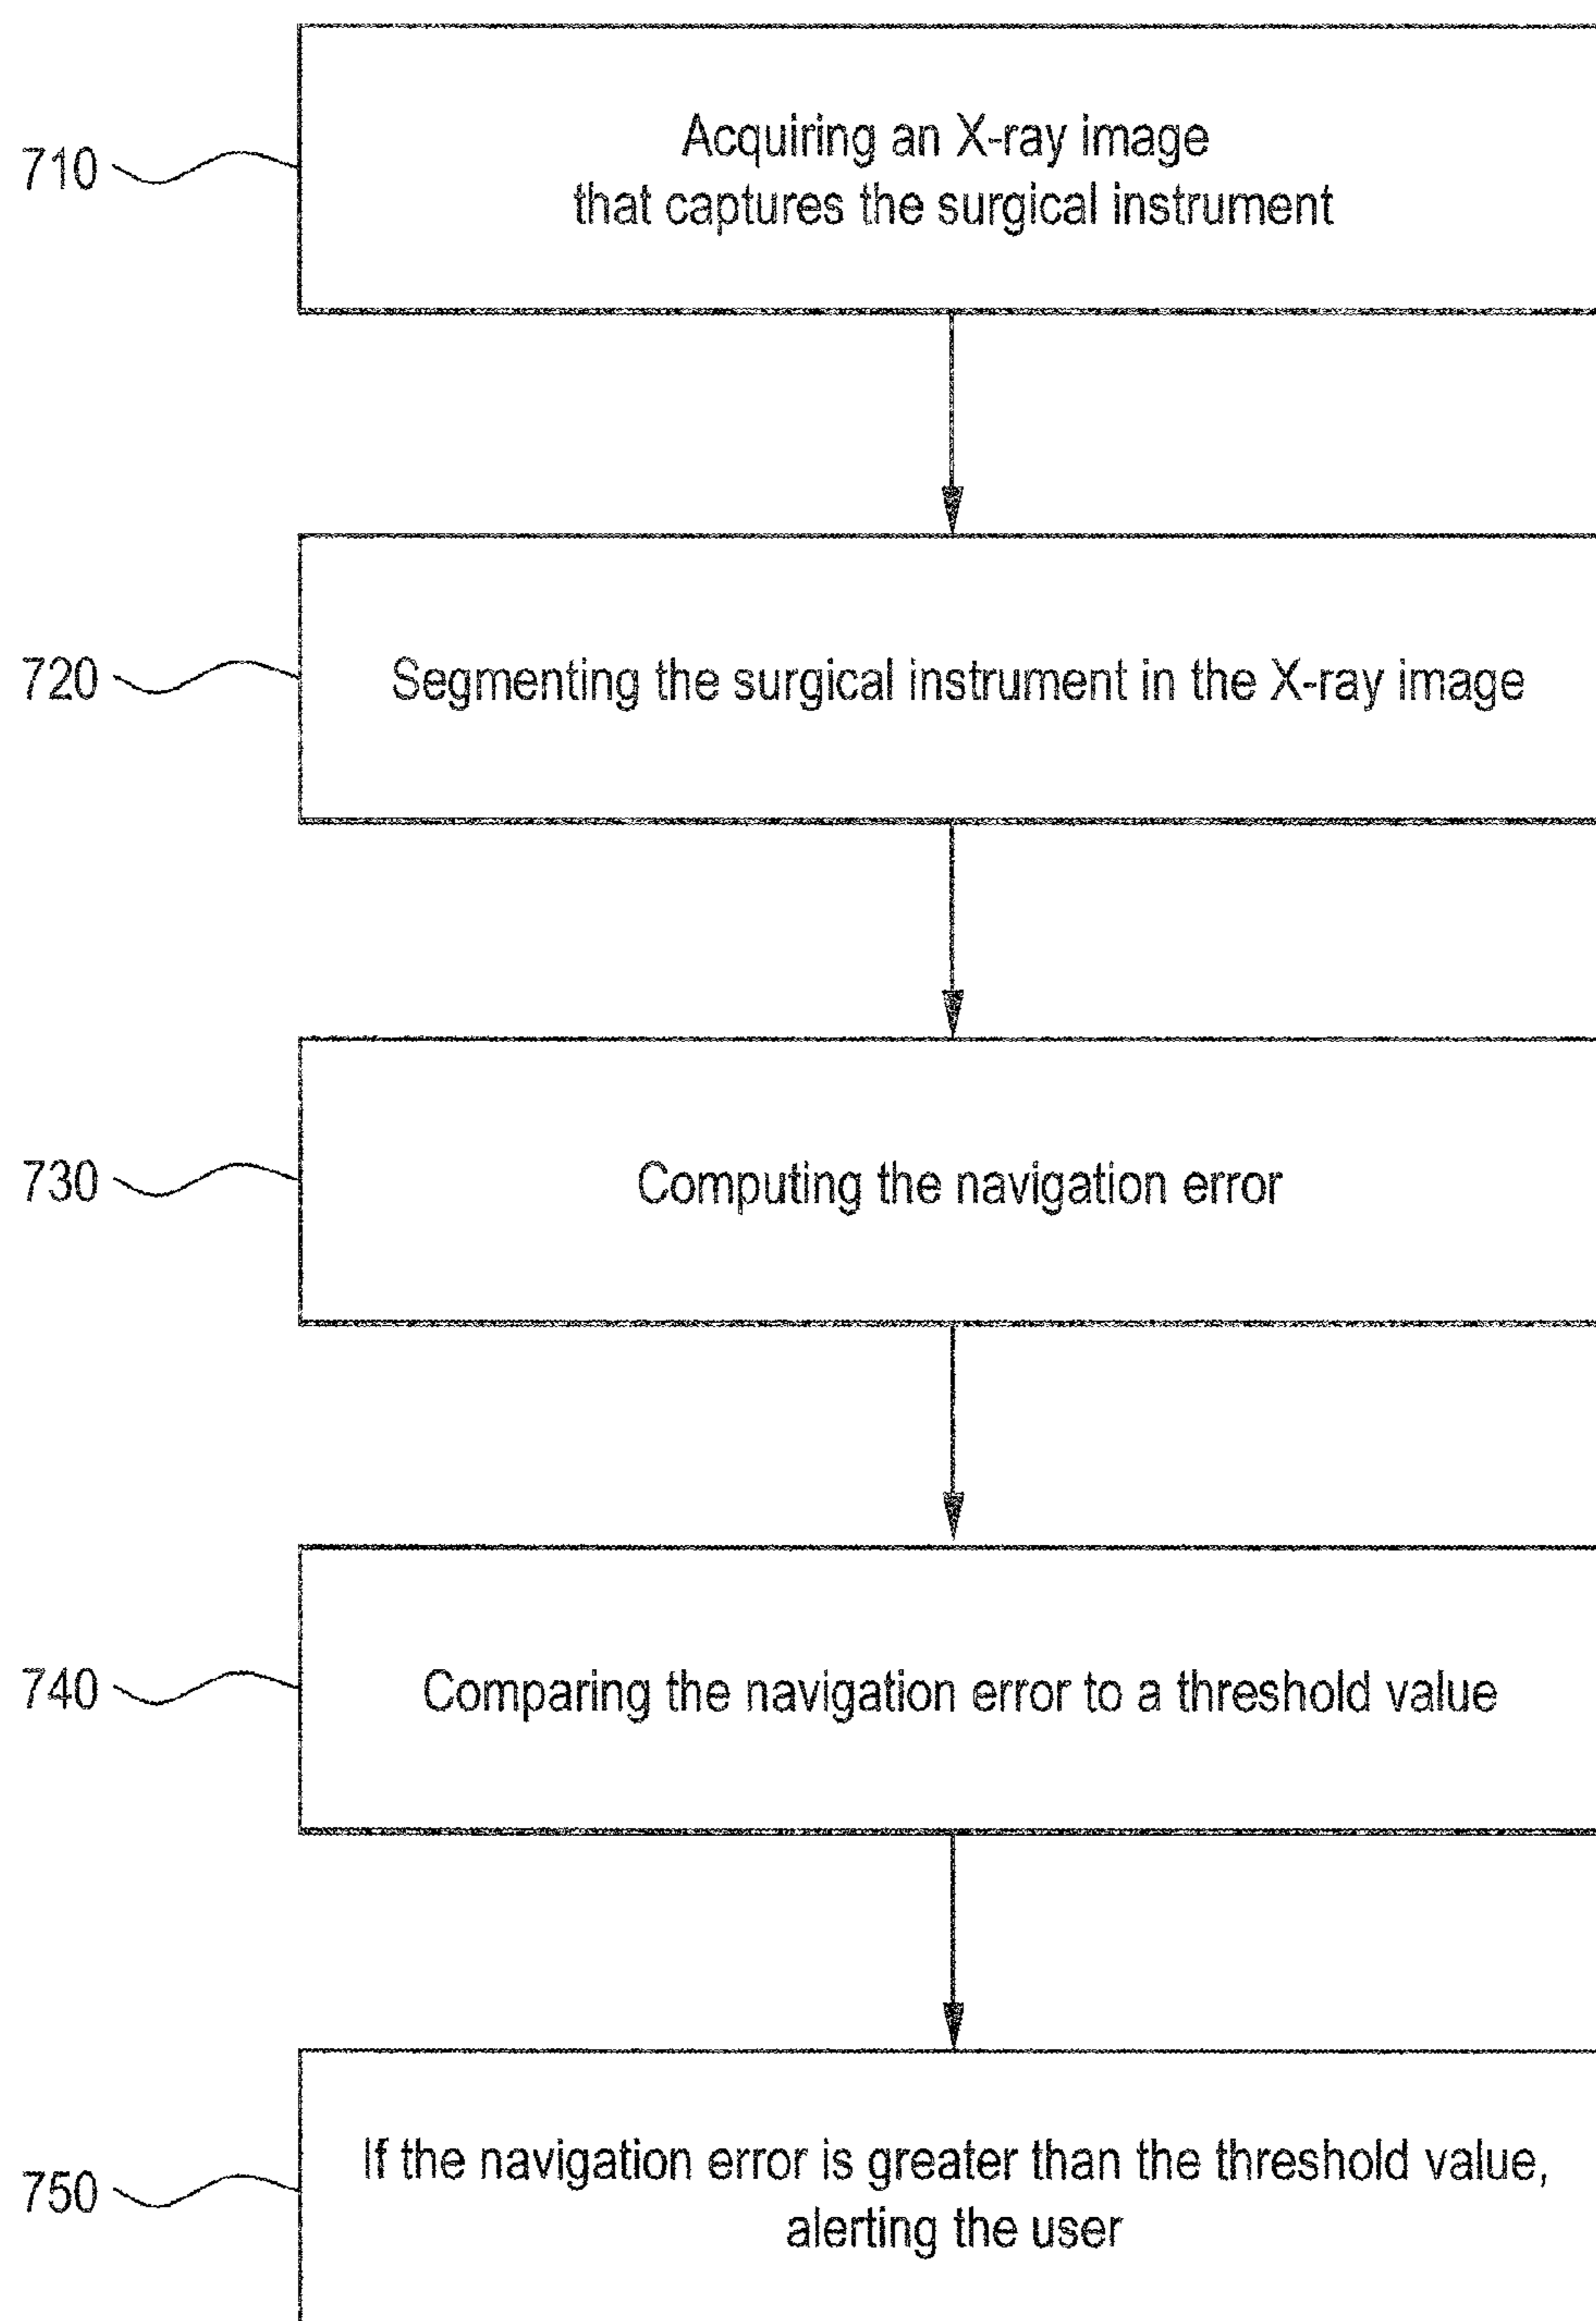 710
Acquiring an X-ray image
that captures the surgical instrument
720
Segmenting the surgical instrument in the X-ray image
730
Computing the navigation error
740
Comparing the navigation error to a threshold value
750
If the navigation error is greater than the threshold value,
alerting the user